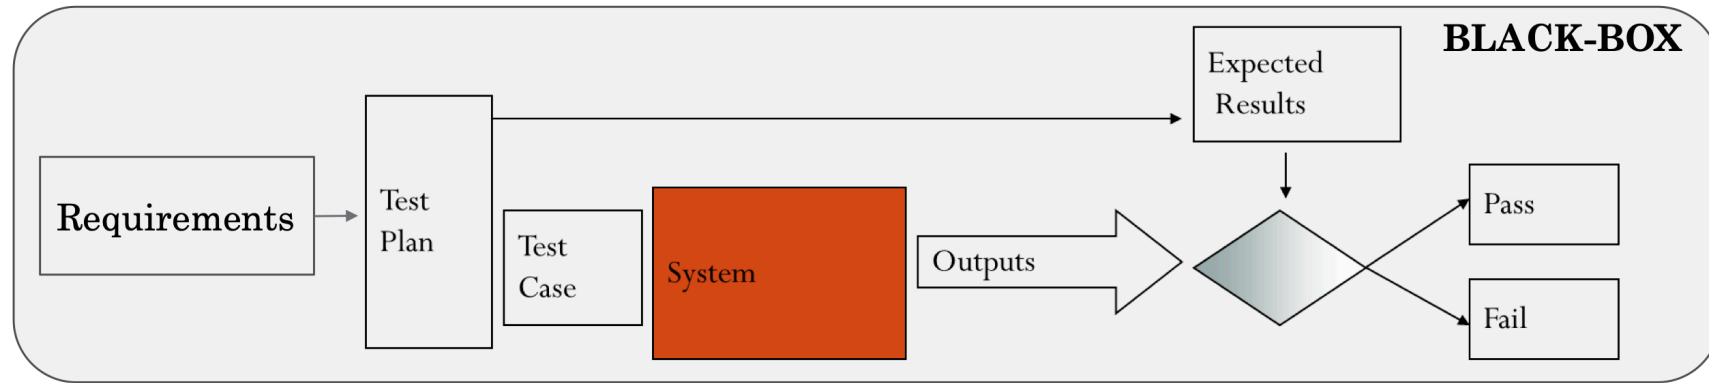 BLACK-BOX
Expected
Results
Requirements
Test
Plan
Test
Case
System
Outputs
Pass
Fail